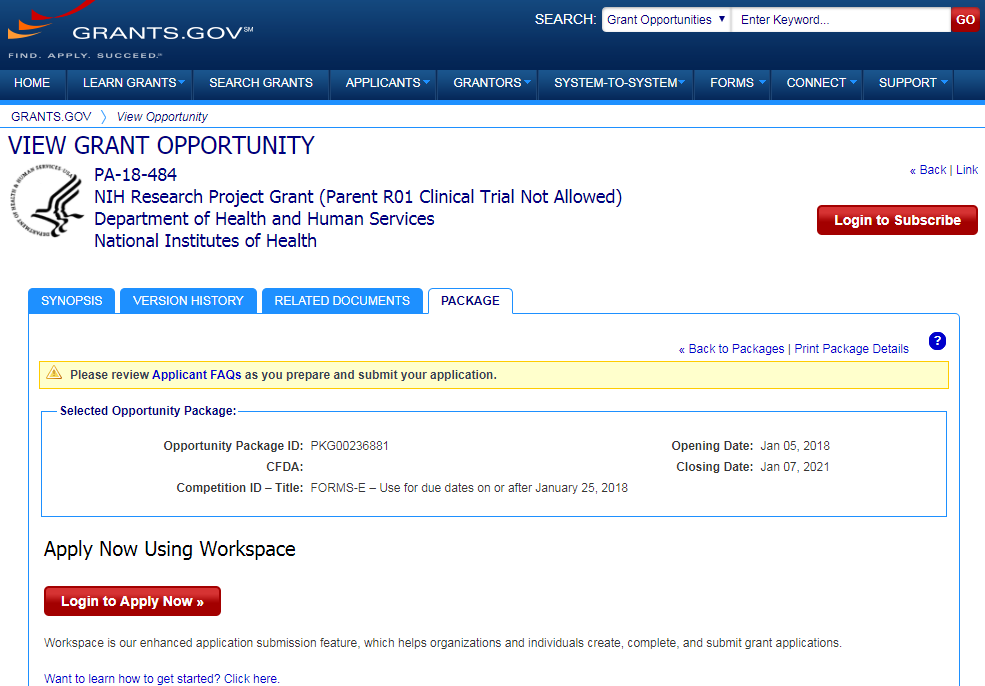 SEARCH: Grant Opportunities ▼ Enter Keyword... GO
GRANTS.GOV℠
FIND. APPLY. SUCCEED.℠
HOME LEARN GRANTS SEARCH GRANTS APPLICANTS GRANTORS SYSTEM-TO-SYSTEM FORMS CONNECT SUPPORT
GRANTS.GOV 〉 View Opportunity
VIEW GRANT OPPORTUNITY
DEPARTMENT OF HEALTH & HUMAN SERVICES · USA
PA-18-484
« Back | Link
NIH Research Project Grant (Parent R01 Clinical Trial Not Allowed)
Department of Health and Human Services
Login to Subscribe
National Institutes of Health
SYNOPSIS VERSION HISTORY RELATED DOCUMENTS PACKAGE
« Back to Packages | Print Package Details ?
Please review Applicant FAQs as you prepare and submit your application.
Selected Opportunity Package:
Opportunity Package ID: PKG00236881 Opening Date: Jan 05, 2018
CFDA: Closing Date: Jan 07, 2021
Competition ID – Title: FORMS-E – Use for due dates on or after January 25, 2018
Apply Now Using Workspace
Login to Apply Now »
Workspace is our enhanced application submission feature, which helps organizations and individuals create, complete, and submit grant applications.
Want to learn how to get started? Click here.